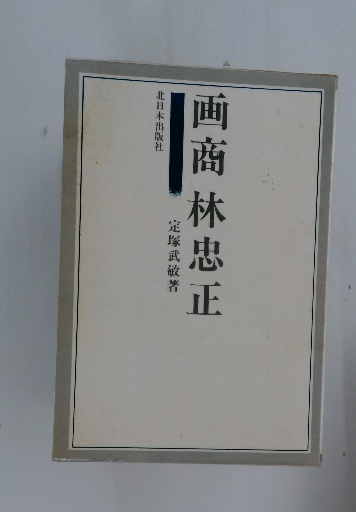 画商 林忠正
定塚武敏著
北日本出版社